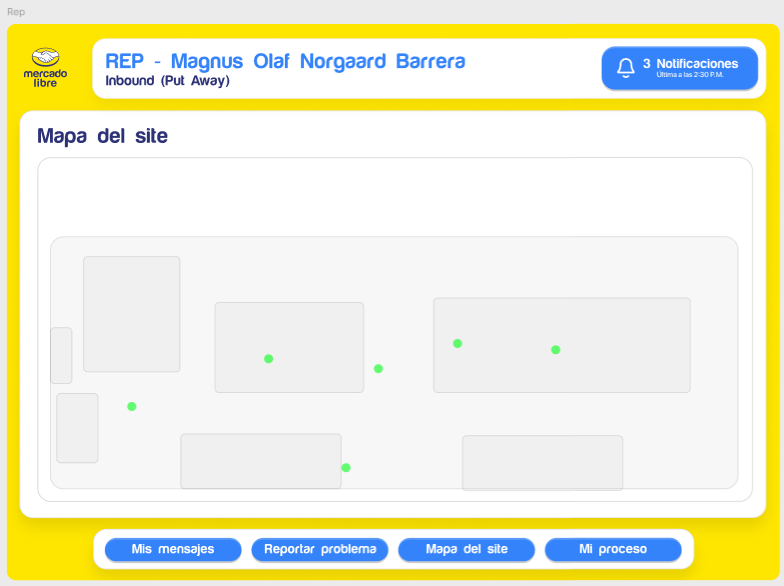 Rep
mercado
libre
REP - Magnus Olaf Norgaard Barrera
Inbound (Put Away)
3 Notificaciones
Última a las 2:30 P.M.
Mapa del site
Mis mensajes
Reportar problema
Mapa del site
Mi proceso